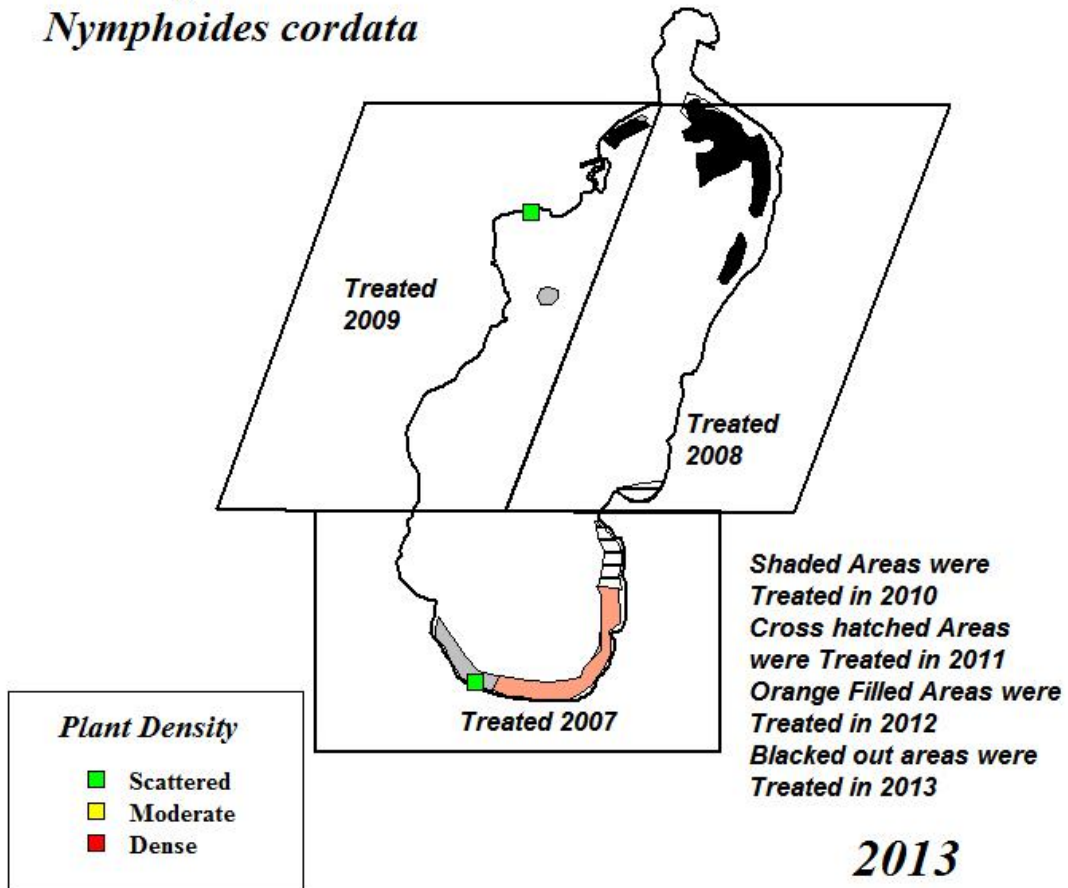 Nymphoides cordata
Treated
2009
Treated
2008
Shaded Areas were
Treated in 2010
Cross hatched Areas
were Treated in 2011
Orange Filled Areas were
Treated in 2012
Blacked out areas were
Treated in 2013
Treated 2007
Plant Density
Scattered
Moderate
Dense
2013